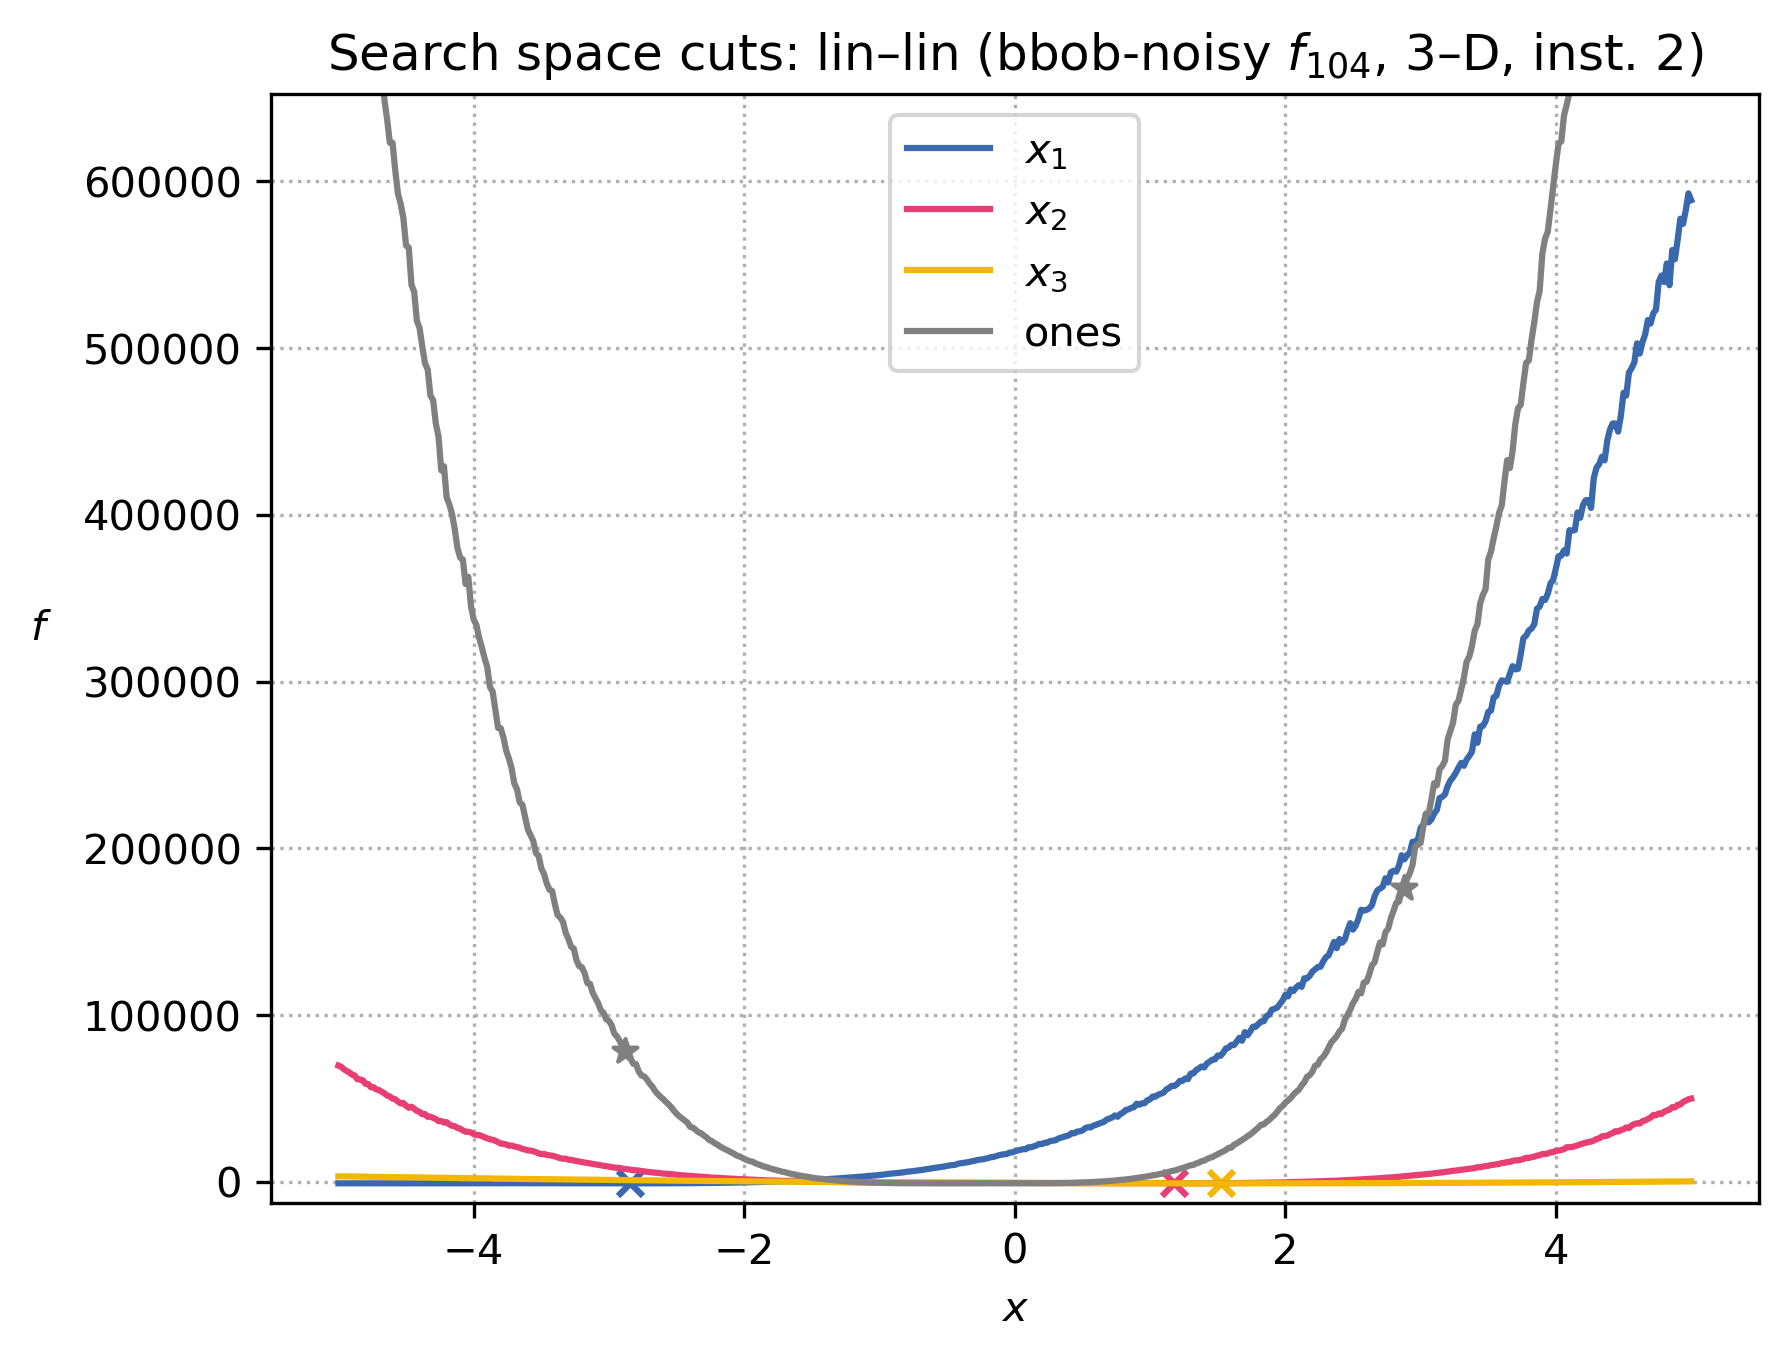 Search space cuts: lin–lin (bbob-noisy f₁₀₄, 3–D, inst. 2)
x₁
x₂
x₃
ones
600000
500000
400000
300000
200000
100000
0
f
−4
−2
0
2
4
x